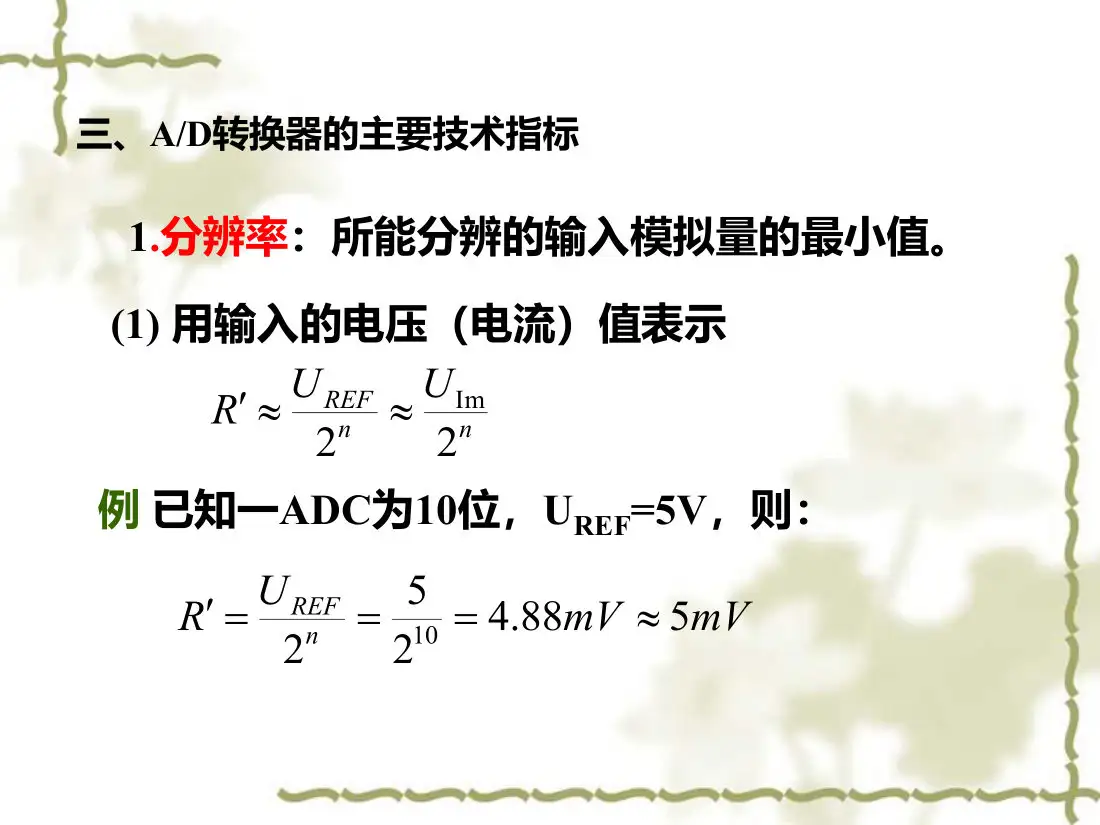 三、A/D转换器的主要技术指标
1.分辨率：所能分辨的输入模拟量的最小值。
(1) 用输入的电压（电流）值表示
R′ ≈ U_REF / 2^n ≈ U_Im / 2^n
例 已知一ADC为10位，U_REF=5V，则：
R′ = U_REF / 2^n = 5 / 2^10 = 4.88mV ≈ 5mV